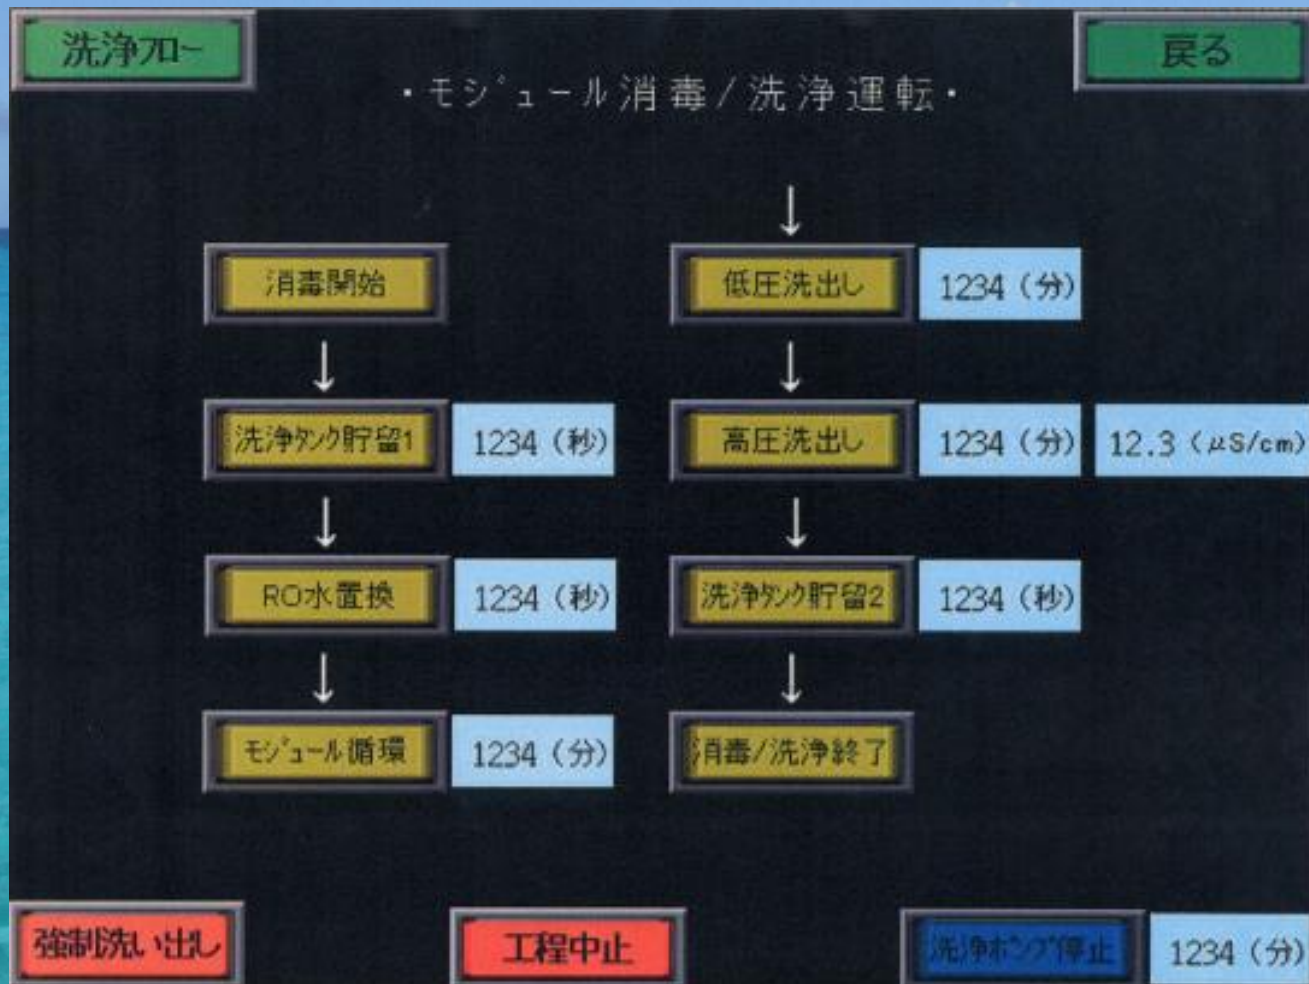 洗浄フロー
戻る
・モジュール消毒/洗浄運転・
↓
消毒開始
↓
洗浄タンク貯留1 1234 (秒)
↓
RO水置換 1234 (秒)
↓
モジュール循環 1234 (分)
低圧洗出し 1234 (分)
↓
高圧洗出し 1234 (分) 12.3 (μS/cm)
↓
洗浄タンク貯留2 1234 (秒)
↓
消毒/洗浄終了
強制洗い出し
工程中止
洗浄ポンプ停止 1234 (分)